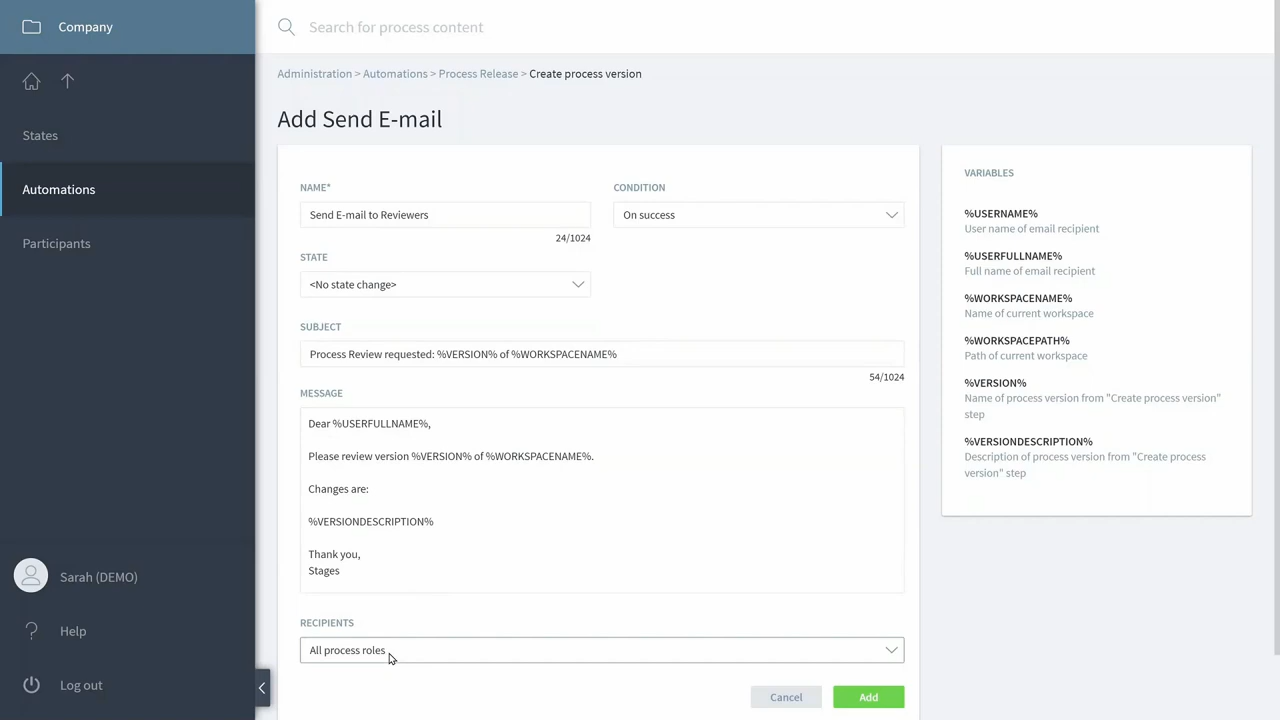 Company
Search for process content
Administration > Automations > Process Release > Create process version
States
Automations
Participants
Sarah (DEMO)
? Help
Log out
Add Send E-mail
NAME*
Send E-mail to Reviewers
24/1024
CONDITION
On success
STATE
<No state change>
SUBJECT
Process Review requested: %VERSION% of %WORKSPACENAME%
54/1024
MESSAGE
Dear %USERFULLNAME%,
Please review version %VERSION% of %WORKSPACENAME%.
Changes are:
%VERSIONDESCRIPTION%
Thank you,
Stages
RECIPIENTS
All process roles
Cancel
Add
VARIABLES
%USERNAME%
User name of email recipient
%USERFULLNAME%
Full name of email recipient
%WORKSPACENAME%
Name of current workspace
%WORKSPACEPATH%
Path of current workspace
%VERSION%
Name of process version from "Create process version"
step
%VERSIONDESCRIPTION%
Description of process version from "Create process
version" step